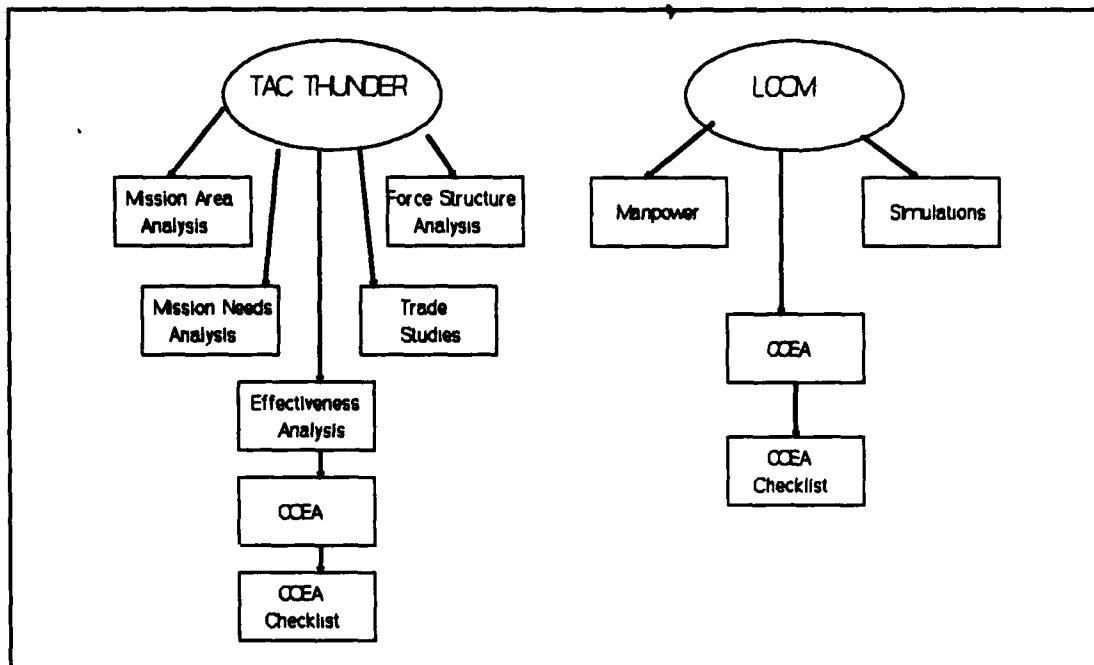 TAC THUNDER
Mission Area
Analysis
Force Structure
Analysis
Mission Needs
Analysis
Trade
Studies
Effectiveness
Analysis
COEA
COEA
Checklist
LCOM
Manpower
Simulations
COEA
COEA
Checklist